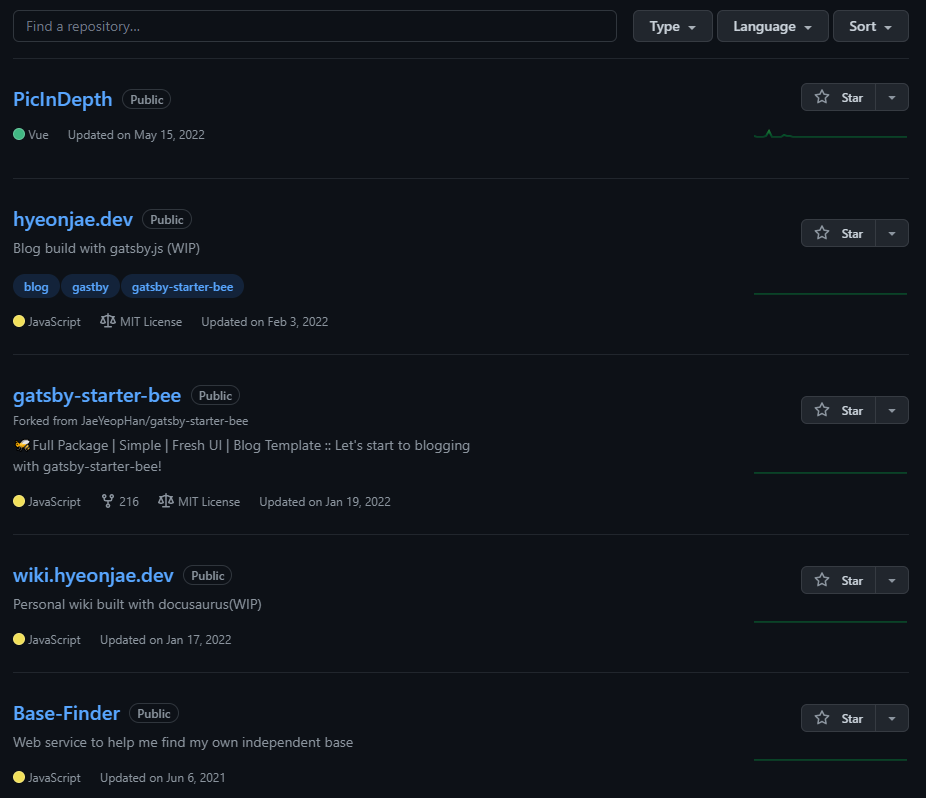 Find a repository...
Type
Language
Sort
PicInDepth
Public
Star
Vue
Updated on May 15, 2022
hyeonjae.dev
Public
Star
Blog build with gatsby.js (WIP)
blog
gastby
gatsby-starter-bee
JavaScript
MIT License
Updated on Feb 3, 2022
gatsby-starter-bee
Public
Star
Forked from JaeYeopHan/gatsby-starter-bee
🐝Full Package | Simple | Fresh UI | Blog Template :: Let's start to blogging
with gatsby-starter-bee!
JavaScript
216
MIT License
Updated on Jan 19, 2022
wiki.hyeonjae.dev
Public
Star
Personal wiki built with docusaurus(WIP)
JavaScript
Updated on Jan 17, 2022
Base-Finder
Public
Star
Web service to help me find my own independent base
JavaScript
Updated on Jun 6, 2021